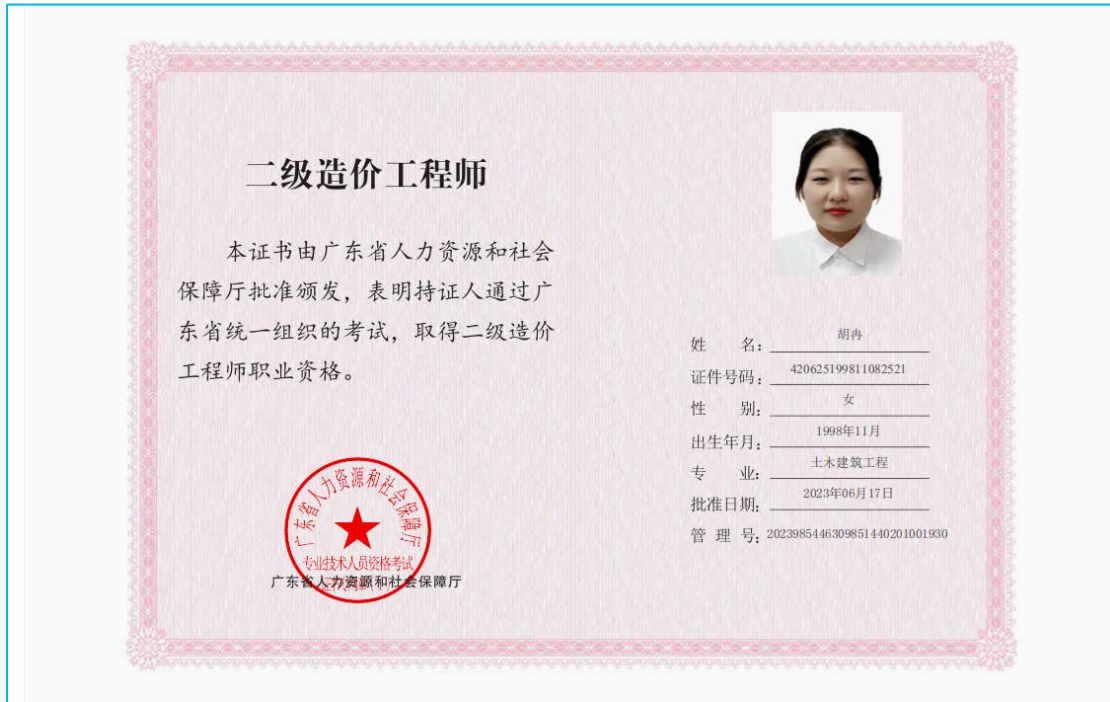 二级造价工程师
本证书由广东省人力资源和社会
保障厅批准颁发，表明持证人通过广
东省统一组织的考试，取得二级造价
工程师职业资格。
姓 名：胡冉
证件号码：420625199811082521
性 别：女
出生年月：1998年11月
专 业：土木建筑工程
批准日期：2023年06月17日
管 理 号：2023985446309851440201001930
广东省人力资源和社会保障厅
专业技术人员资格考试
广东省人力资源和社会保障厅